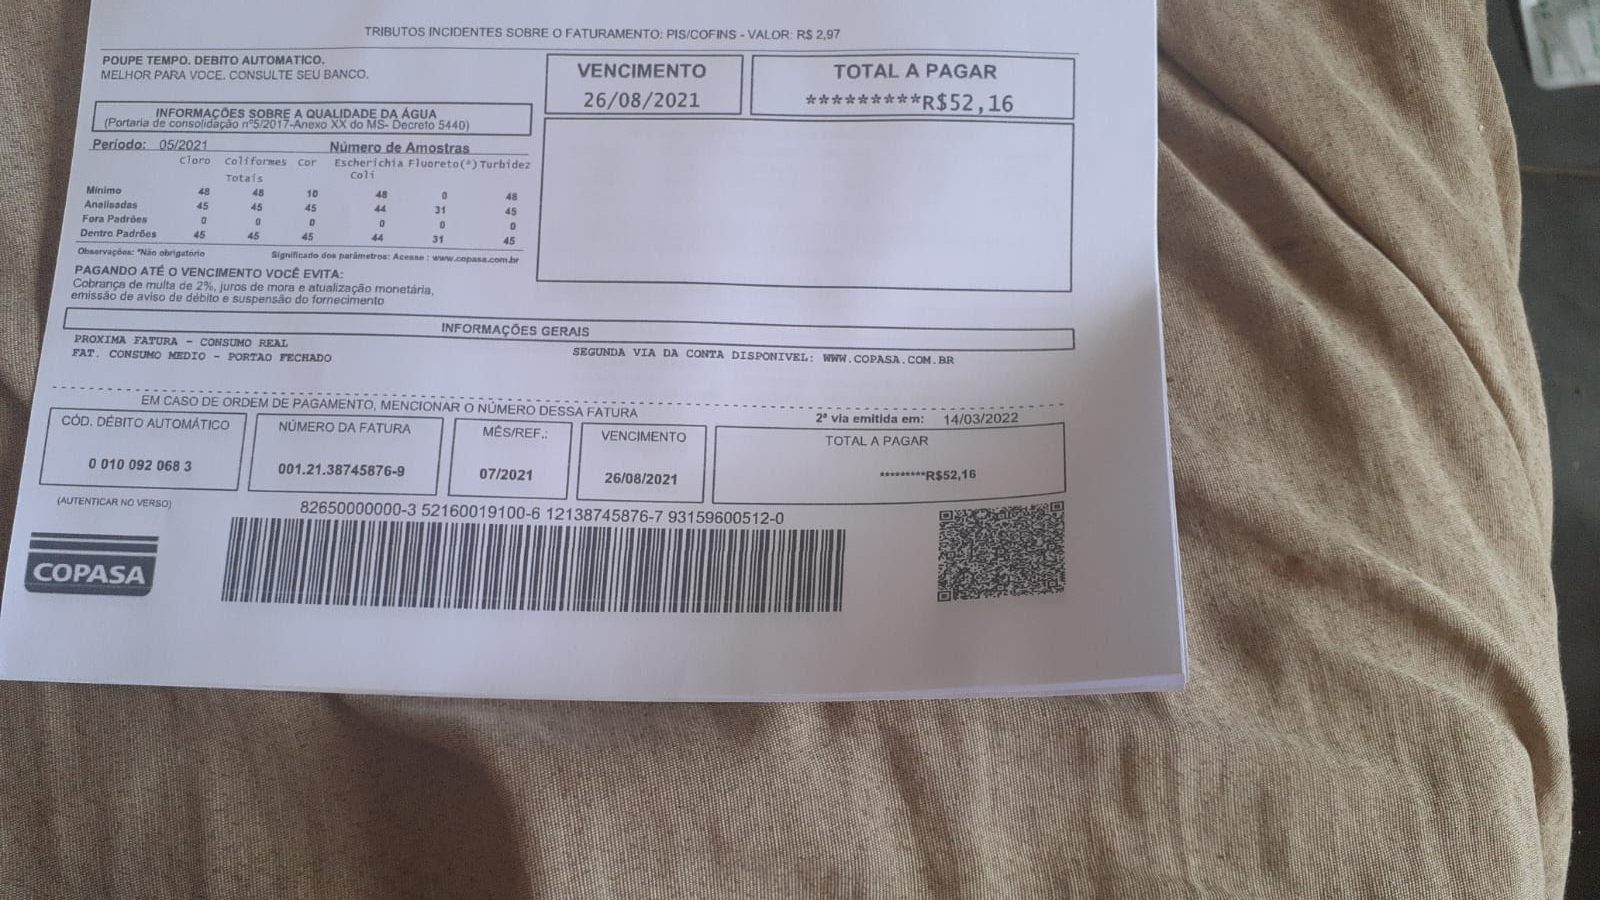 TRIBUTOS INCIDENTES SOBRE O FATURAMENTO: PIS/COFINS - VALOR: R$ 2,97
POUPE TEMPO. DEBITO AUTOMATICO.
MELHOR PARA VOCE. CONSULTE SEU BANCO.
VENCIMENTO
26/08/2021
TOTAL A PAGAR
*********R$52,16
INFORMAÇÕES SOBRE A QUALIDADE DA ÁGUA
(Portaria de consolidação nº5/2017-Anexo XX do MS- Decreto 5440)
Período: 05/2021 Número de Amostras
Cloro Coliformes Totais Cor Escherichia Coli Fluoreto(*) Turbidez
Mínimo 48 48 10 48 0 48
Analisadas 45 45 45 44 31 45
Fora Padrões 0 0 0 0 0 0
Dentro Padrões 45 45 45 44 31 45
Observações: *Não obrigatório Significado dos parâmetros: Acesse : www.copasa.com.br
PAGANDO ATÉ O VENCIMENTO VOCÊ EVITA:
Cobrança de multa de 2%, juros de mora e atualização monetária,
emissão de aviso de débito e suspensão do fornecimento
INFORMAÇÕES GERAIS
PROXIMA FATURA - CONSUMO REAL
FAT. CONSUMO MEDIO - PORTAO FECHADO
SEGUNDA VIA DA CONTA DISPONIVEL: WWW.COPASA.COM.BR
EM CASO DE ORDEM DE PAGAMENTO, MENCIONAR O NÚMERO DESSA FATURA
2ª via emitida em: 14/03/2022
CÓD. DÉBITO AUTOMÁTICO
0 010 092 068 3
NÚMERO DA FATURA
001.21.38745876-9
MÊS/REF.:
07/2021
VENCIMENTO
26/08/2021
TOTAL A PAGAR
*********R$52,16
(AUTENTICAR NO VERSO)
82650000000-3 52160019100-6 12138745876-7 93159600512-0
COPASA